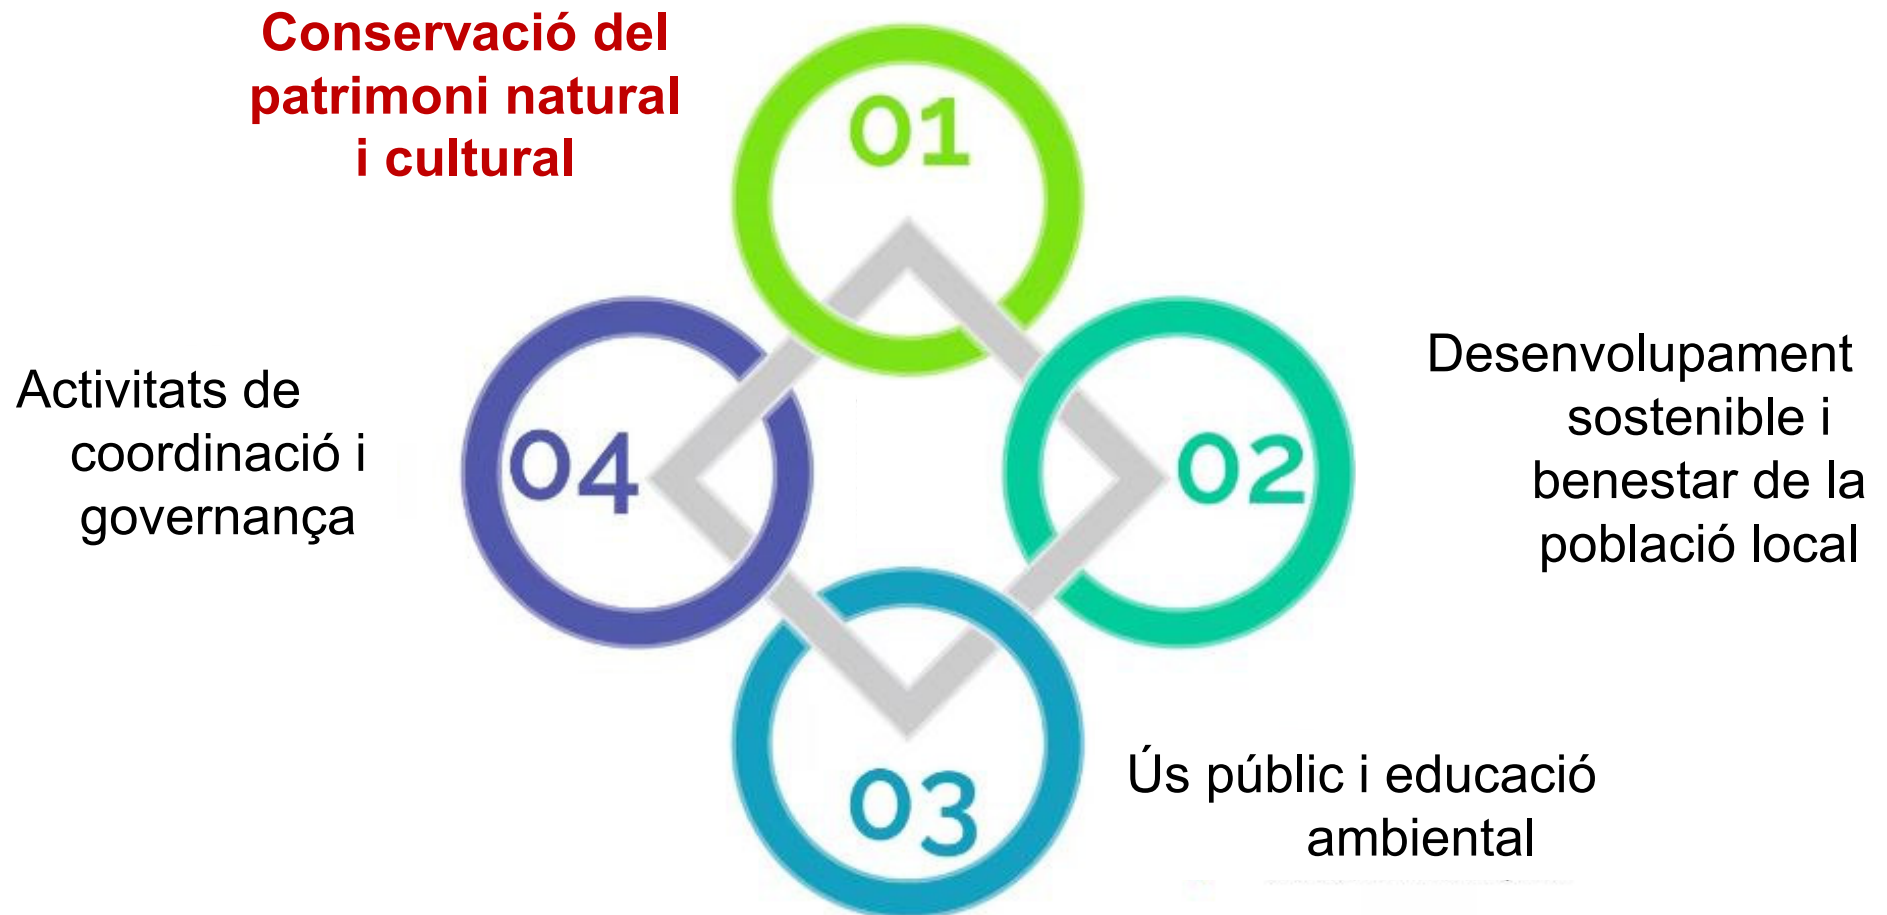 Conservació del
patrimoni natural
i cultural
01
Desenvolupament
sostenible i
benestar de la
població local
02
Ús públic i educació
ambiental
03
Activitats de
coordinació i
governança
04